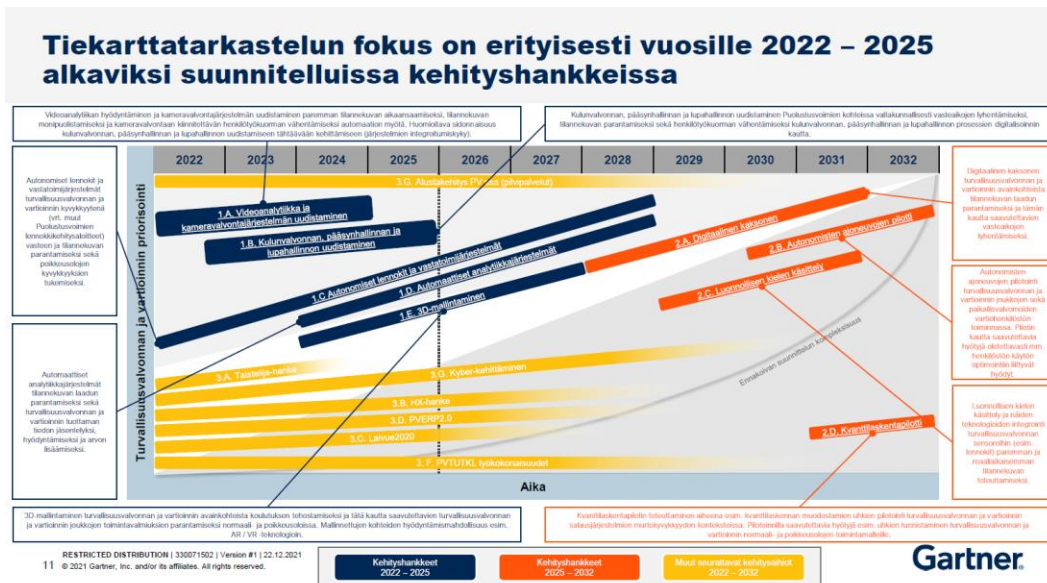 Tiekarttatarkastelun fokus on erityisesti vuosille 2022 – 2025
alkaviksi suunnitelluissa kehityshankkeissa
Videoanalytiikan hyödyntäminen ja kameravalvontajärjestelmän uudistaminen paremman tilannekuvan aikaansaamiseksi, tilannekuvan
monipuolistamiseksi ja kameravalvontaan kiinnitettävän henkilötyökuorman vähentämiseksi automaation myötä. Huomioitava sidonnaisuus
kulunvalvonnan, pääsynhallinnan ja lupahallinnon uudistamiseen tähtäävään kehittämiseen (järjestelmien integroitumiskyky).
Kulunvalvonnan, pääsynhallinnan ja lupahallinnon uudistaminen Puolustusvoimien kohteissa valtakunnallisesti vasteaikojen lyhentämiseksi,
tilannekuvan parantamiseksi sekä henkilötyökuorman vähentämiseksi kulunvalvonnan, pääsynhallinnan ja lupahallinnon prosessien digitalisoinnin
kautta.
Autonomiset lennokit ja
vastatoimijärjestelmät
turvallisuusvalvonnan ja
vartioinnin kyvykkyytenä
(vrt. muut
Puolustusvoimien
lennokkikehitysaloitteet)
vasteen ja tilannekuvan
parantamiseksi sekä
poikkeusolojen
kyvykkyyksien
tukemiseksi.
Automaattiset
analytiikkajärjestelmät
tilannekuvan laadun
parantamiseksi sekä
turvallisuusvalvonnan ja
vartioinnin tuottaman
tiedon jäsentelyksi,
hyödyntämiseksi ja arvon
lisäämiseksi.
Turvallisuusvalvonnan ja vartioinnin priorisointi
2022 2023 2024 2025 2026 2027 2028 2029 2030 2031 2032
3.G. Alustakehitys PV:ssa (pilvipalvelut)
1.A. Videoanalytiikka ja
kameravalvontajärjestelmän uudistaminen
1.B. Kulunvalvonnan, pääsynhallinnan ja
lupahallinnon uudistaminen
1.C Autonomiset lennokit ja vastatoimijärjestelmät
1.D. Automaattiset analytiikkajärjestelmät
1.E. 3D-mallintaminen
2.A. Digitaalinen kaksonen
2.B. Autonomisten ajoneuvojen pilotti
2.C. Luonnollisen kielen käsittely
Ennakoivan suunnittelun kompleksisuus
3.A. Taistelija-hanke
3.G. Kyber-kehittäminen
3.B. HX-hanke
3.D. PVERP2.0
3.C. Laivue2020
2.D. Kvanttilaskentapilotti
3. F. PVTUTKL työkokonaisuudet
Aika
Digitaalinen kaksonen
turvallisuusvalvonnan ja
vartioinnin avainkohteista
tilannekuvan laadun
parantamiseksi ja tämän
kautta saavutettavien
vasteaikojen
lyhentämiseksi.
Autonomisten
ajoneuvojen pilotointi
turvallisuusvalvonnan ja
vartioinnin joukkojen sekä
paikallisvalvomoiden
vartiohenkilöstön
toiminnassa. Pilotin
kautta saavutettavia
hyötyjä oletettavasti mm.
henkilöstön käytön
optimointiin liittyvät
hyödyt.
Luonnollisen kielen
käsittely ja näiden
teknologioiden integrointi
turvallisuusvalvonnan
sensoreihin (esim.
lennokit) paremman ja
reaaliaikaisemman
tilannekuvan
toteuttamiseksi.
3D-mallintaminen turvallisuusvalvonnan ja vartioinnin avainkohteista koulutuksen tehostamiseksi ja tätä kautta saavutettavien turvallisuusvalvonnan
ja vartioinnin joukkojen toimintavalmiuksien parantamiseksi normaali- ja poikkeusoloissa. Mallinnettujen kohteiden hyödyntämismahdollisuus esim.
AR / VR -teknologioin.
Kvanttilaskentapilotin toteuttaminen aiheena esim. kvanttilaskennan muodostamien uhkien pilotointi turvallisuusvalvonnan ja vartioinnin
salausjärjestelmien murtokyvykkyyden kontekstissa. Pilotoinnilla saavutettavia hyötyjä esim. uhkien tunnistaminen turvallisuusvalvonnan ja
vartioinnin normaali- ja poikkeusolojen toimintamalleille.
RESTRICTED DISTRIBUTION | 330071502 | Version #1 | 22.12.2021
11 © 2021 Gartner, Inc. and/or its affiliates. All rights reserved.
Kehityshankkeet
2022 – 2025
Kehityshankkeet
2025 – 2032
Muut seurattavat kehitysaihiot
2022 – 2032
Gartner